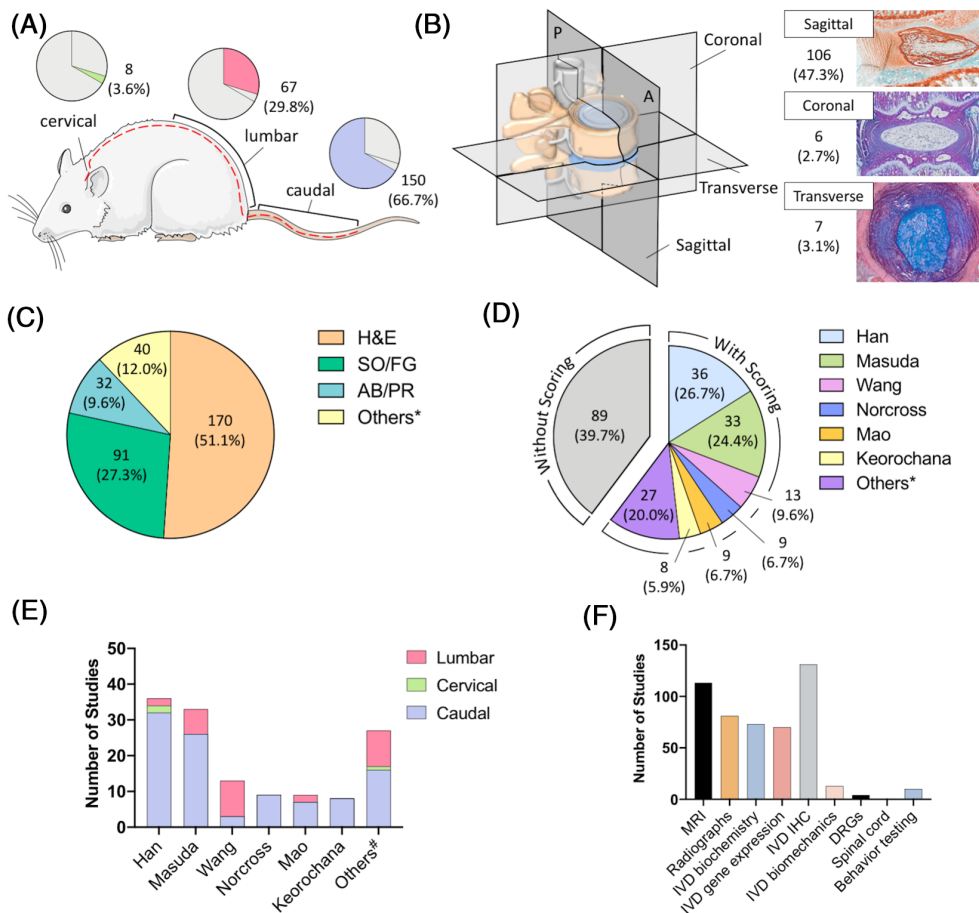 (A)
8
(3.6%)
cervical
67
(29.8%)
lumbar
150
(66.7%)
caudal
(B)
P
A
Coronal
Transverse
Sagittal
Sagittal
106
(47.3%)
Coronal
6
(2.7%)
Transverse
7
(3.1%)
(C)
40
(12.0%)
32
(9.6%)
91
(27.3%)
170
(51.1%)
H&E
SO/FG
AB/PR
Others*
(D)
Without Scoring
With Scoring
89
(39.7%)
36
(26.7%)
33
(24.4%)
13
(9.6%)
9
(6.7%)
9
(6.7%)
8
(5.9%)
27
(20.0%)
Han
Masuda
Wang
Norcross
Mao
Keorochana
Others*
(E)
Number of Studies
50
40
30
20
10
0
Han
Masuda
Wang
Norcross
Mao
Keorochana
Others#
Lumbar
Cervical
Caudal
(F)
Number of Studies
150
100
50
0
MRI
Radiographs
IVD biochemistry
IVD gene expression
IVD IHC
IVD biomechanics
DRGs
Spinal cord
Behavior testing